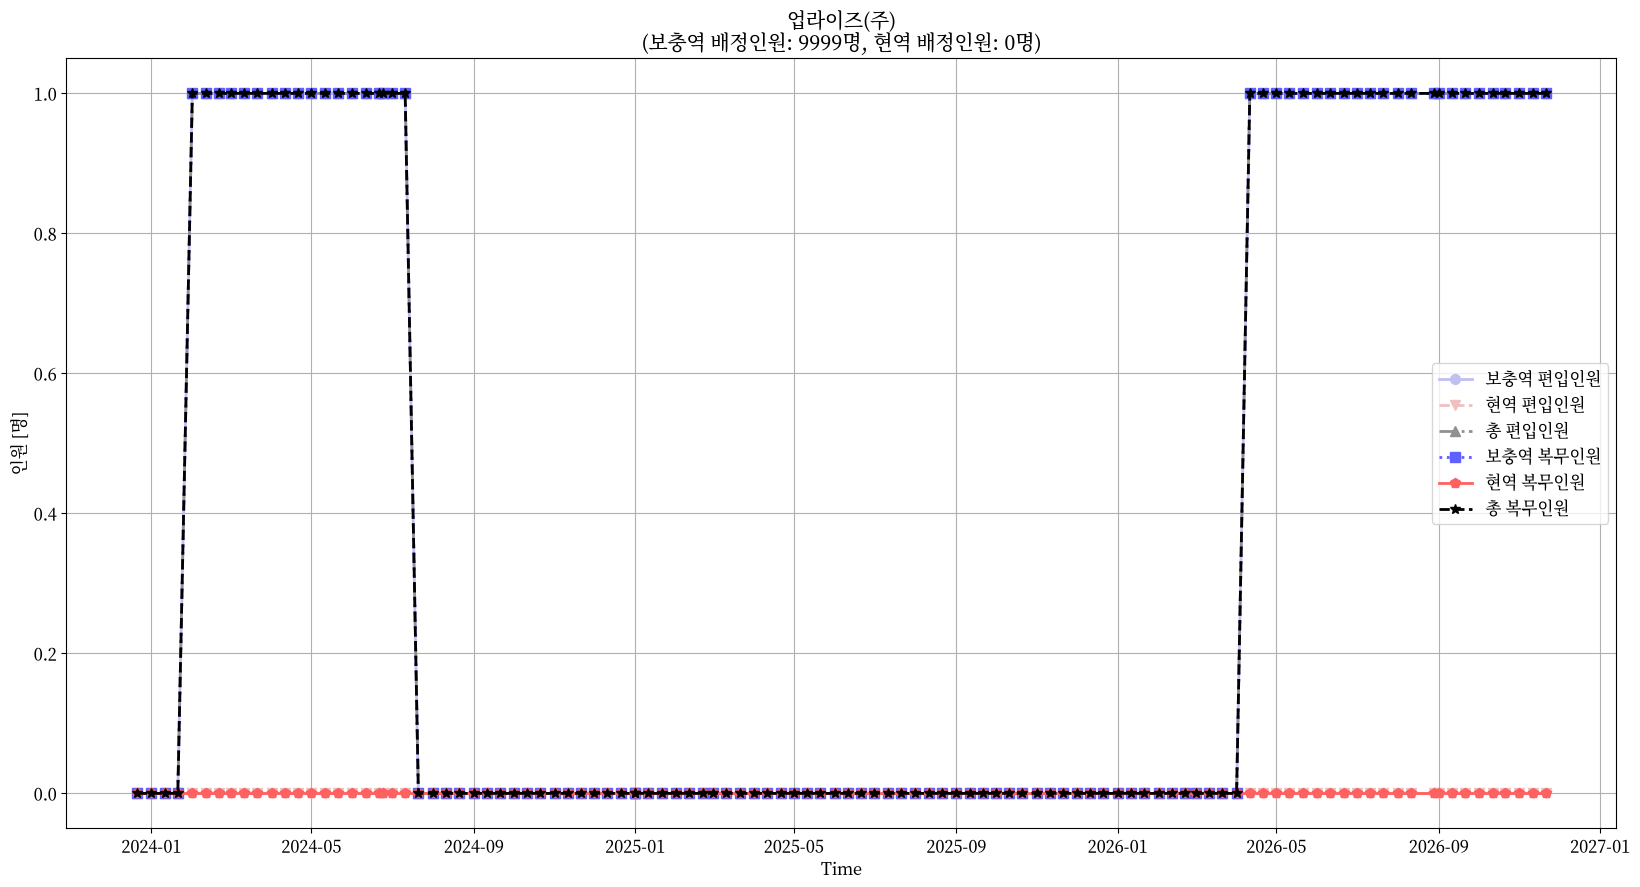 업라이즈(주)
(보충역 배정인원: 9999명, 현역 배정인원: 0명)
인원 [명]
1.0
0.8
0.6
0.4
0.2
0.0
보충역 편입인원
현역 편입인원
총 편입인원
보충역 복무인원
현역 복무인원
총 복무인원
2024-01 2024-05 2024-09 2025-01 2025-05 2025-09 2026-01 2026-05 2026-09 2027-01
Time